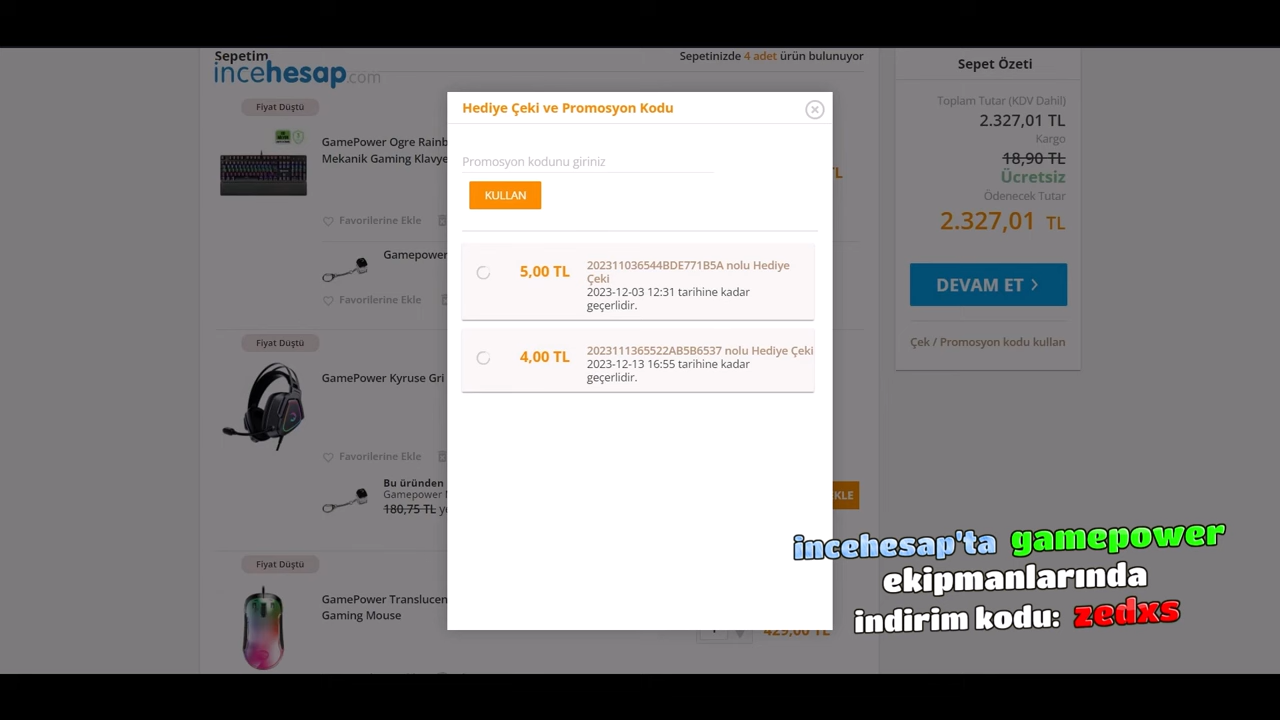 Sepetim
Sepetinizde 4 adet ürün bulunuyor
incehesap.com
Fiyat Düştü
GamePower Ogre Rainb
Mekanik Gaming Klavye
TL
Favorilerine Ekle
Gamepower
Favorilerine Ekle
Fiyat Düştü
GamePower Kyruse Gri
Favorilerine Ekle
Bu üründen
Gamepower
180,75 TL ye
KLE
Fiyat Düştü
GamePower Translucen
Gaming Mouse
1
429,00 TL
Hediye Çeki ve Promosyon Kodu
Promosyon kodunu giriniz
KULLAN
5,00 TL
202311036544BDE771B5A nolu Hediye
Çeki
2023-12-03 12:31 tarihine kadar
geçerlidir.
4,00 TL
2023111365522AB5B6537 nolu Hediye Çeki
2023-12-13 16:55 tarihine kadar
geçerlidir.
Sepet Özeti
Toplam Tutar (KDV Dahil)
2.327,01 TL
Kargo
18,90 TL
Ücretsiz
Ödenecek Tutar
2.327,01 TL
DEVAM ET
Çek / Promosyon kodu kullan
incehesap'ta gamepower
ekipmanlarında
indirim kodu: zedxs